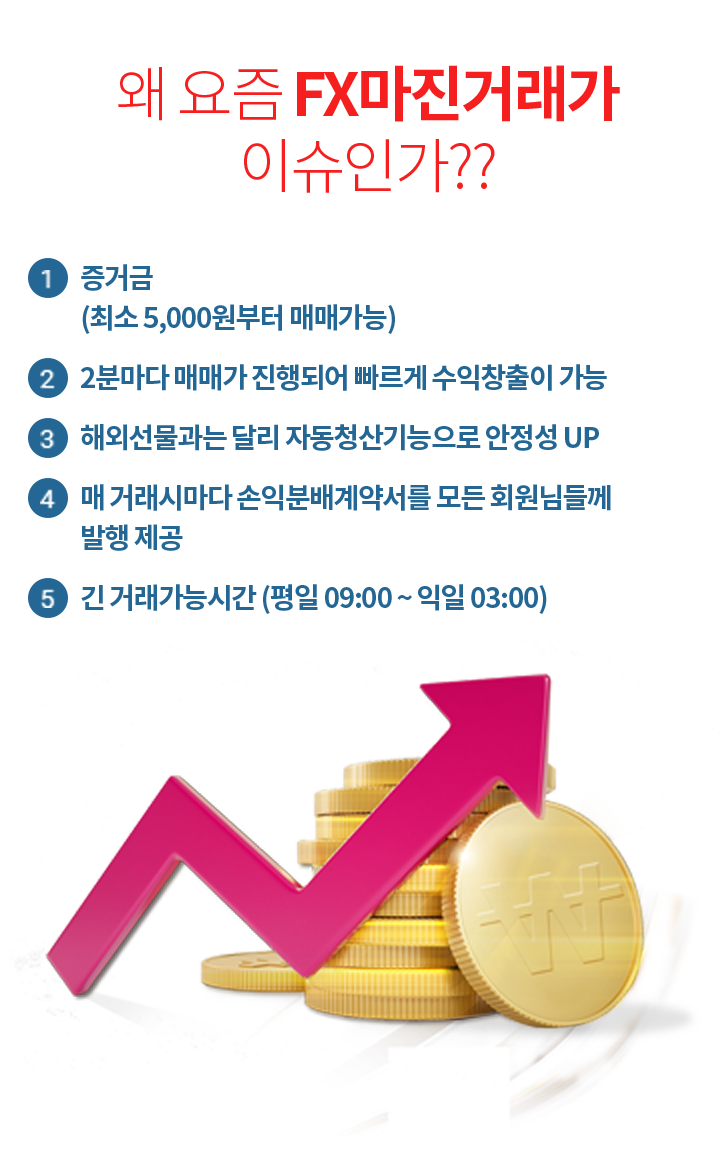 왜 요즘 FX마진거래가
이슈인가??
1 증거금
(최소 5,000원부터 매매가능)
2 2분마다 매매가 진행되어 빠르게 수익창출이 가능
3 해외선물과는 달리 자동청산기능으로 안정성 UP
4 매 거래시마다 손익분배계약서를 모든 회원님들께
발행 제공
5 긴 거래가능시간 (평일 09:00 ~ 익일 03:00)
₩